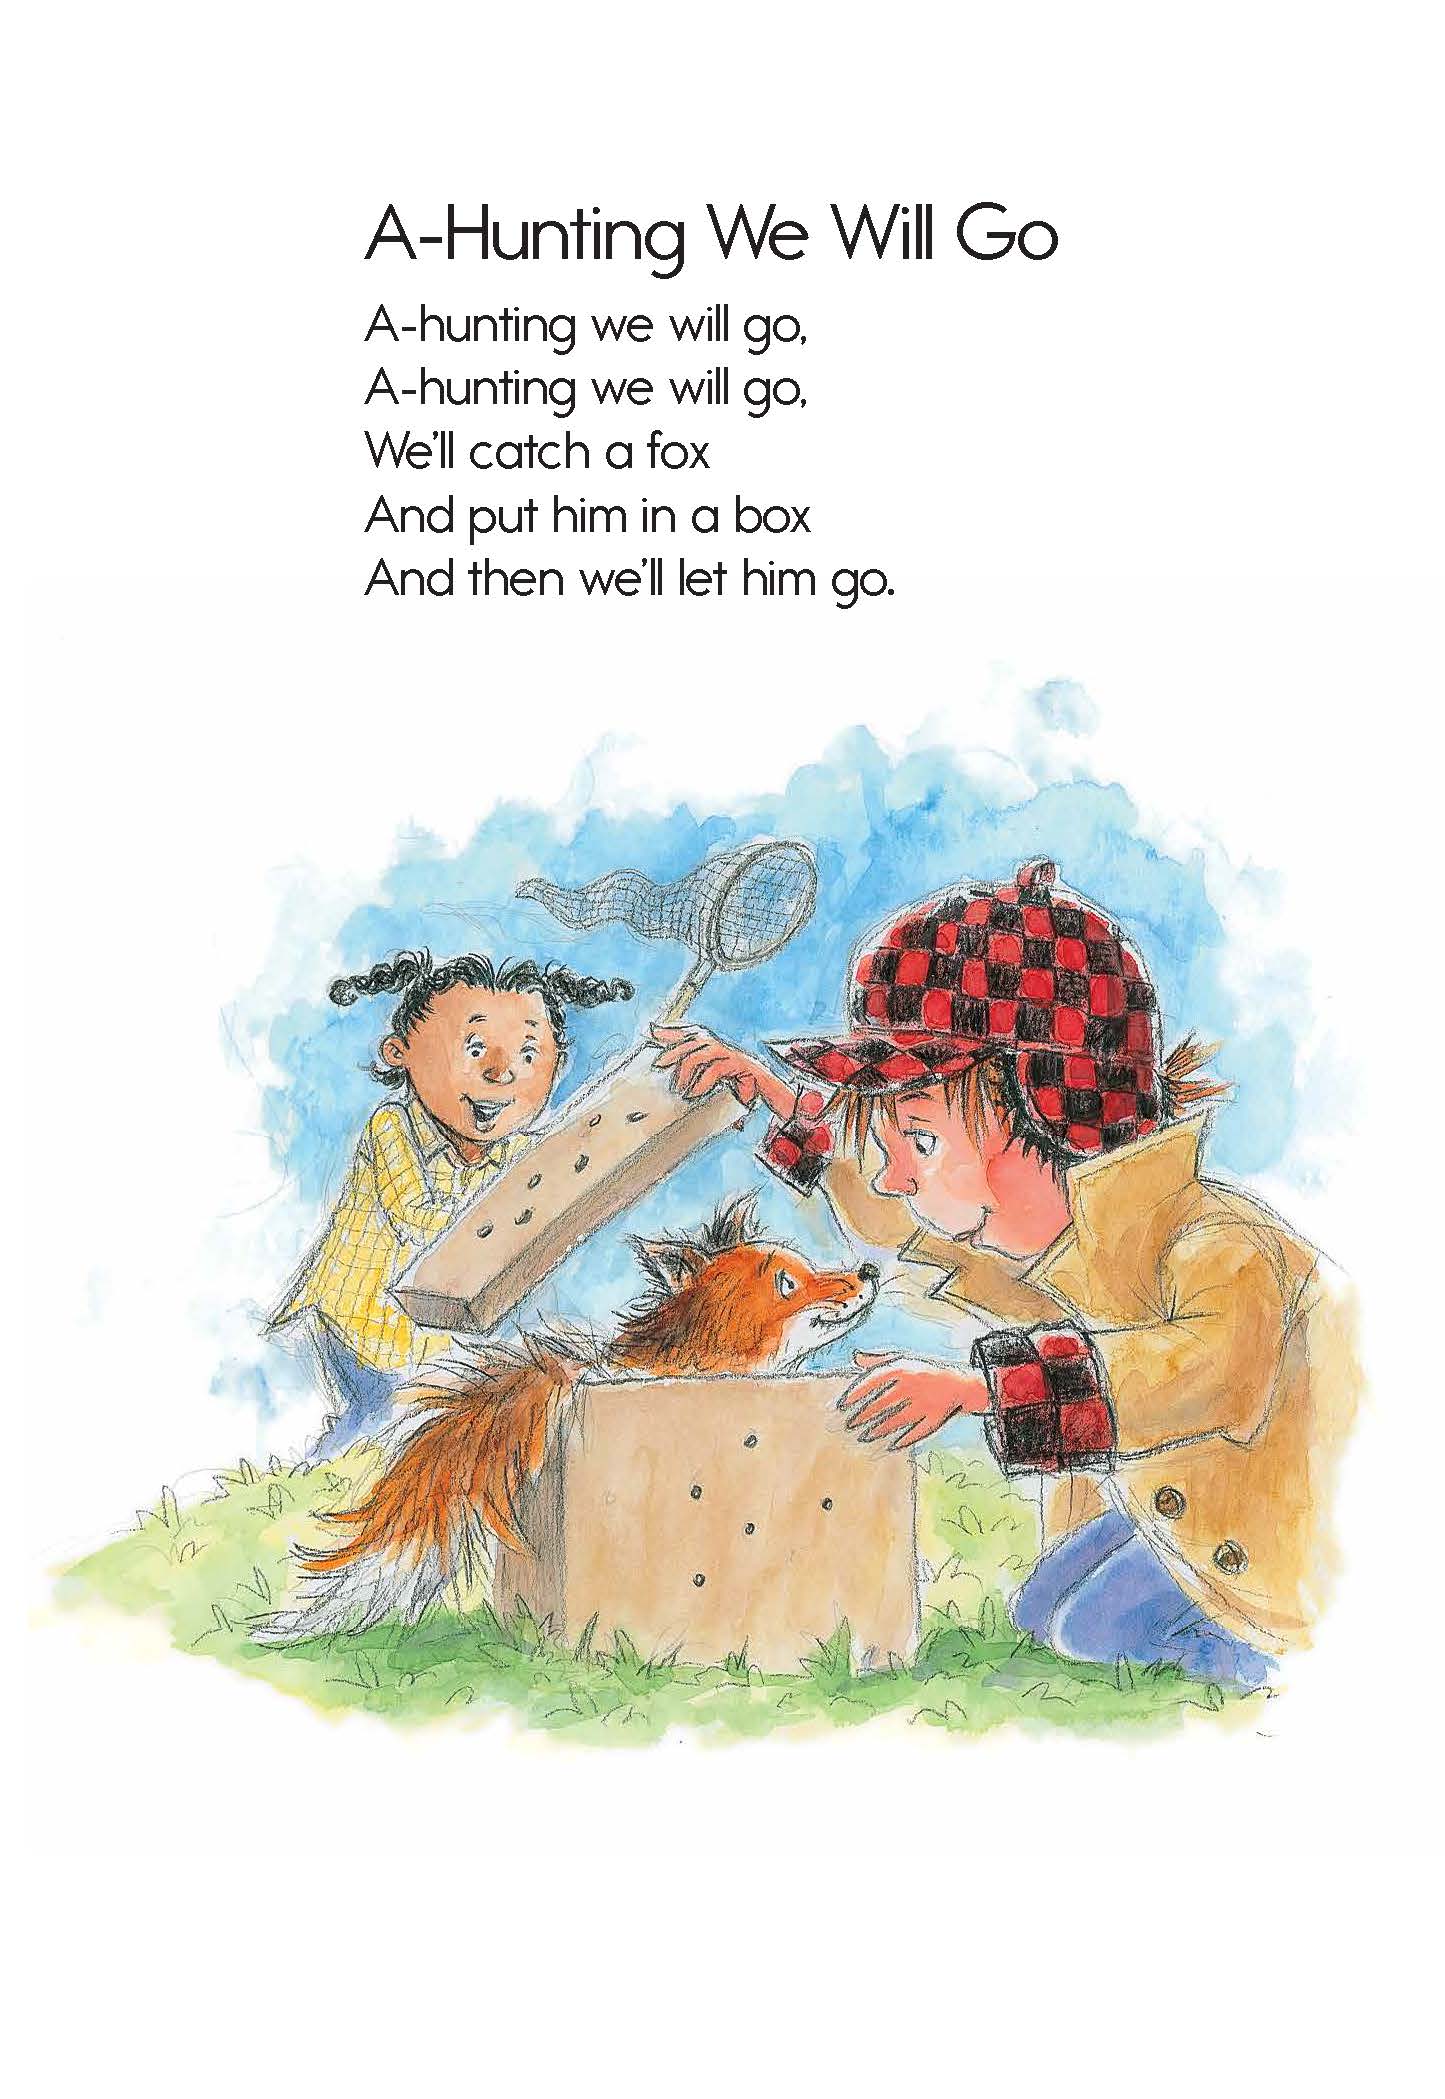 A-Hunting We Will Go
A-hunting we will go,
A-hunting we will go,
We'll catch a fox
And put him in a box
And then we'll let him go.